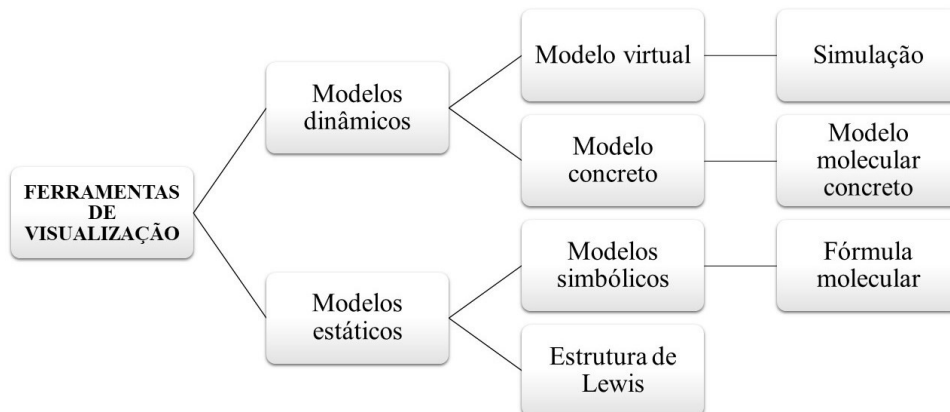 FERRAMENTAS
DE
VISUALIZAÇÃO
Modelos
dinâmicos
Modelo virtual
Simulação
Modelo
concreto
Modelo
molecular
concreto
Modelos
estáticos
Modelos
simbólicos
Fórmula
molecular
Estrutura de
Lewis